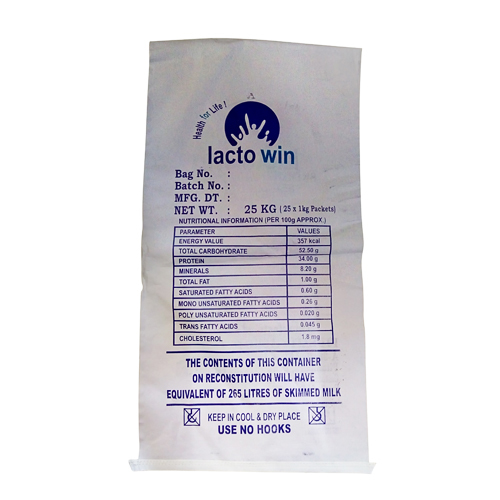 Health for Life !
lacto win
Bag No. :
Batch No. :
MFG. DT. :
NET WT. : 25 KG ( 25 x 1kg Packets)
NUTRITIONAL INFORMATION (PER 100g APPROX.)
PARAMETER VALUES
ENERGY VALUE 357 kcal
TOTAL CARBOHYDRATE 52.50 g
PROTEIN 34.00 g
MINERALS 8.20 g
TOTAL FAT 1.00 g
SATURATED FATTY ACIDS 0.60 g
MONO UNSATURATED FATTY ACIDS 0.26 g
POLY UNSATURATED FATTY ACIDS 0.020 g
TRANS FATTY ACIDS 0.045 g
CHOLESTEROL 1.8 mg
THE CONTENTS OF THIS CONTAINER
ON RECONSTITUTION WILL HAVE
EQUIVALENT OF 265 LITRES OF SKIMMED MILK
KEEP IN COOL & DRY PLACE
USE NO HOOKS